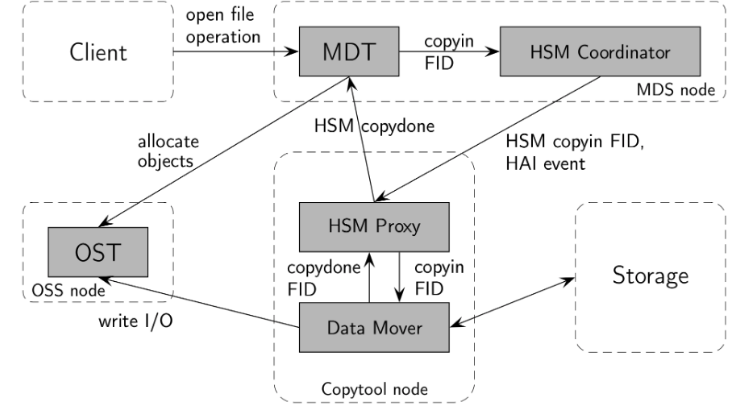 open file
operation
Client
MDT
copyin
FID
HSM Coordinator
MDS node
HSM copydone
allocate
objects
HSM copyin FID,
HAI event
HSM Proxy
OST
OSS node
copydone
FID
copyin
FID
Storage
write I/O
Data Mover
Copytool node